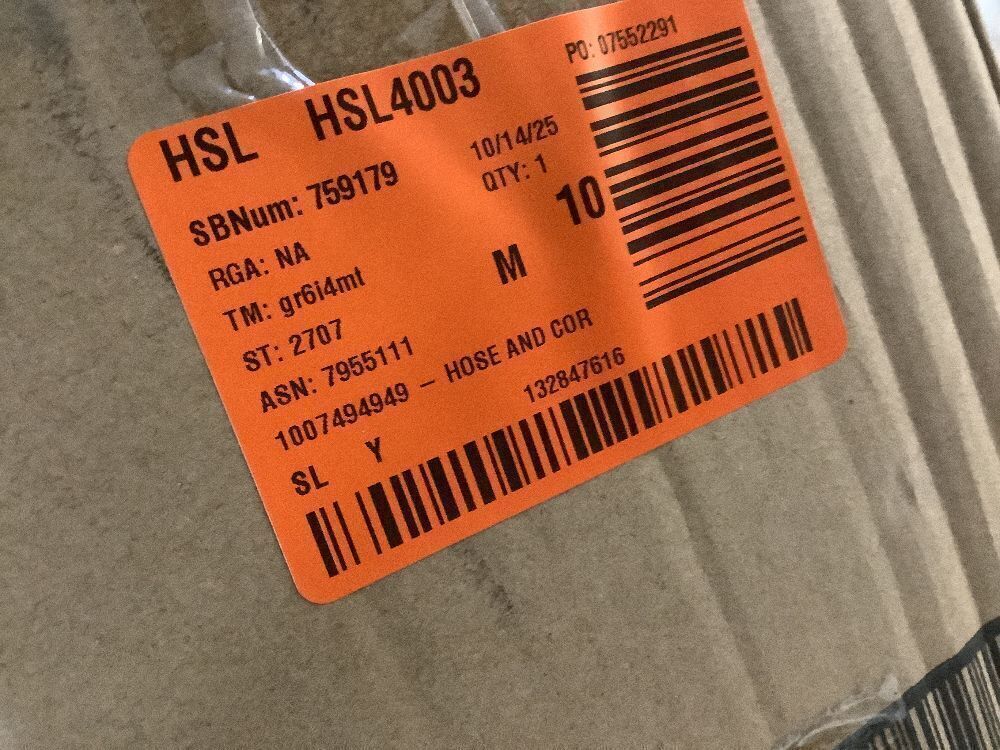 PO: 07552291
HSL HSL4003
SBNum: 759179 10/14/25
RGA: NA QTY: 1
TM: gr6i4mt M 10
ST: 2707
ASN: 7955111
1007494949 - HOSE AND COR
SL Y 132847616